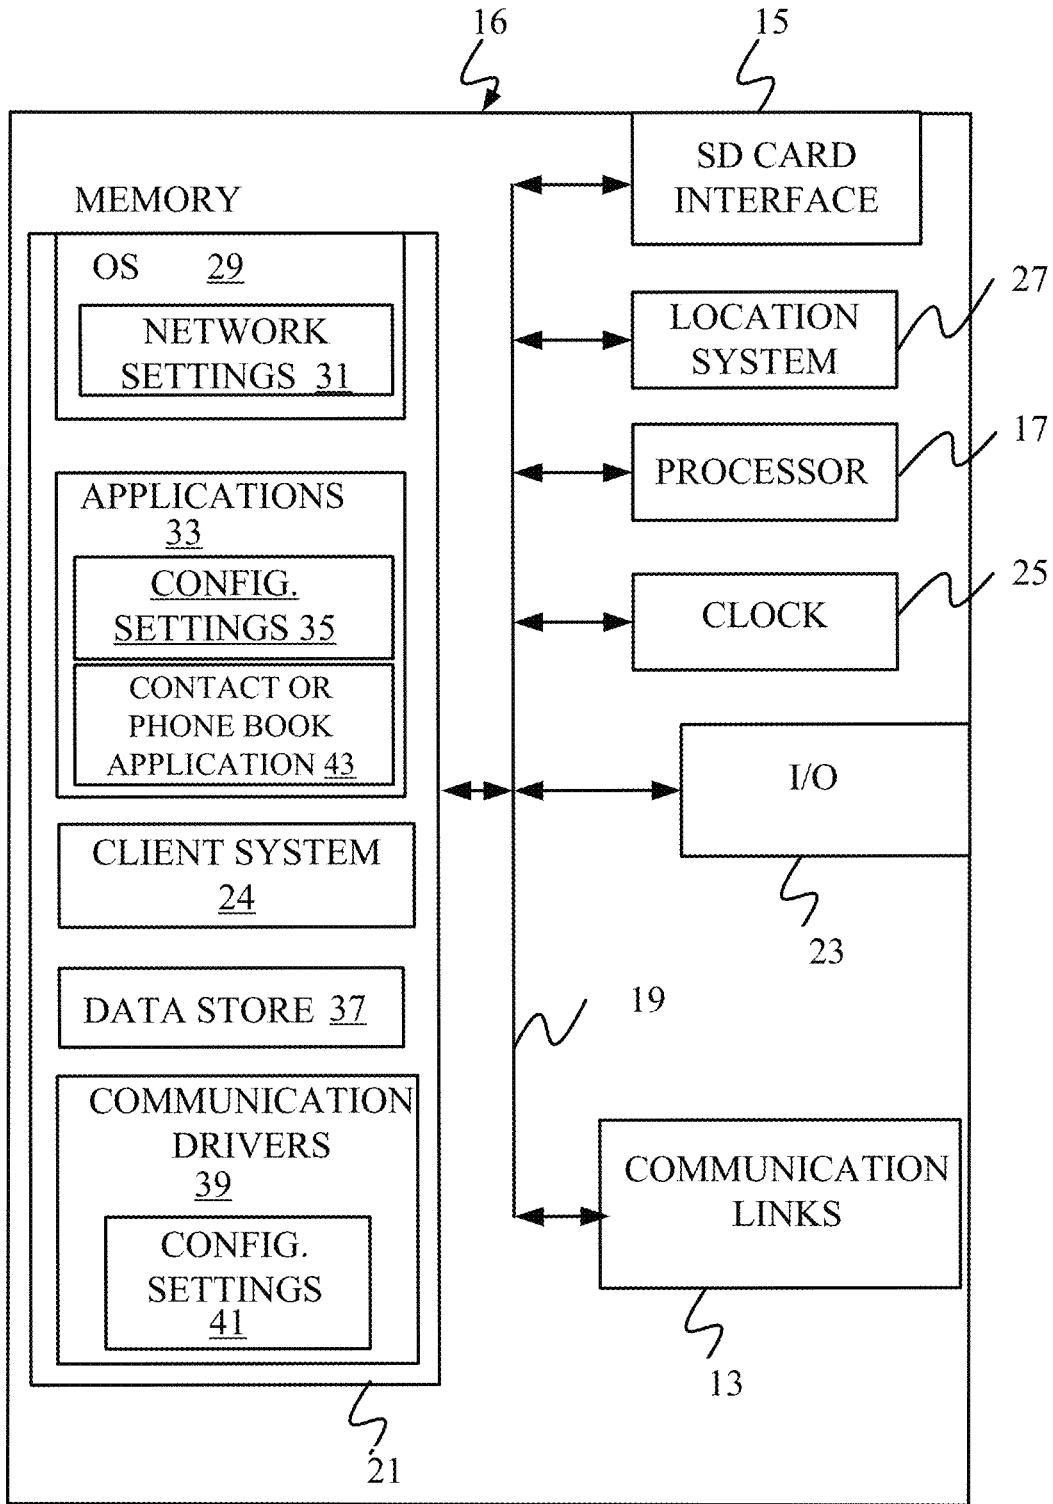 16
15
SD CARD
INTERFACE
MEMORY
OS 29
NETWORK
SETTINGS 31
27
LOCATION
SYSTEM
17
PROCESSOR
APPLICATIONS
33
CONFIG.
SETTINGS 35
25
CLOCK
CONTACT OR
PHONE BOOK
APPLICATION 43
I/O
CLIENT SYSTEM
24
23
DATA STORE 37
19
COMMUNICATION
DRIVERS
39
CONFIG.
SETTINGS
41
COMMUNICATION
LINKS
13
21